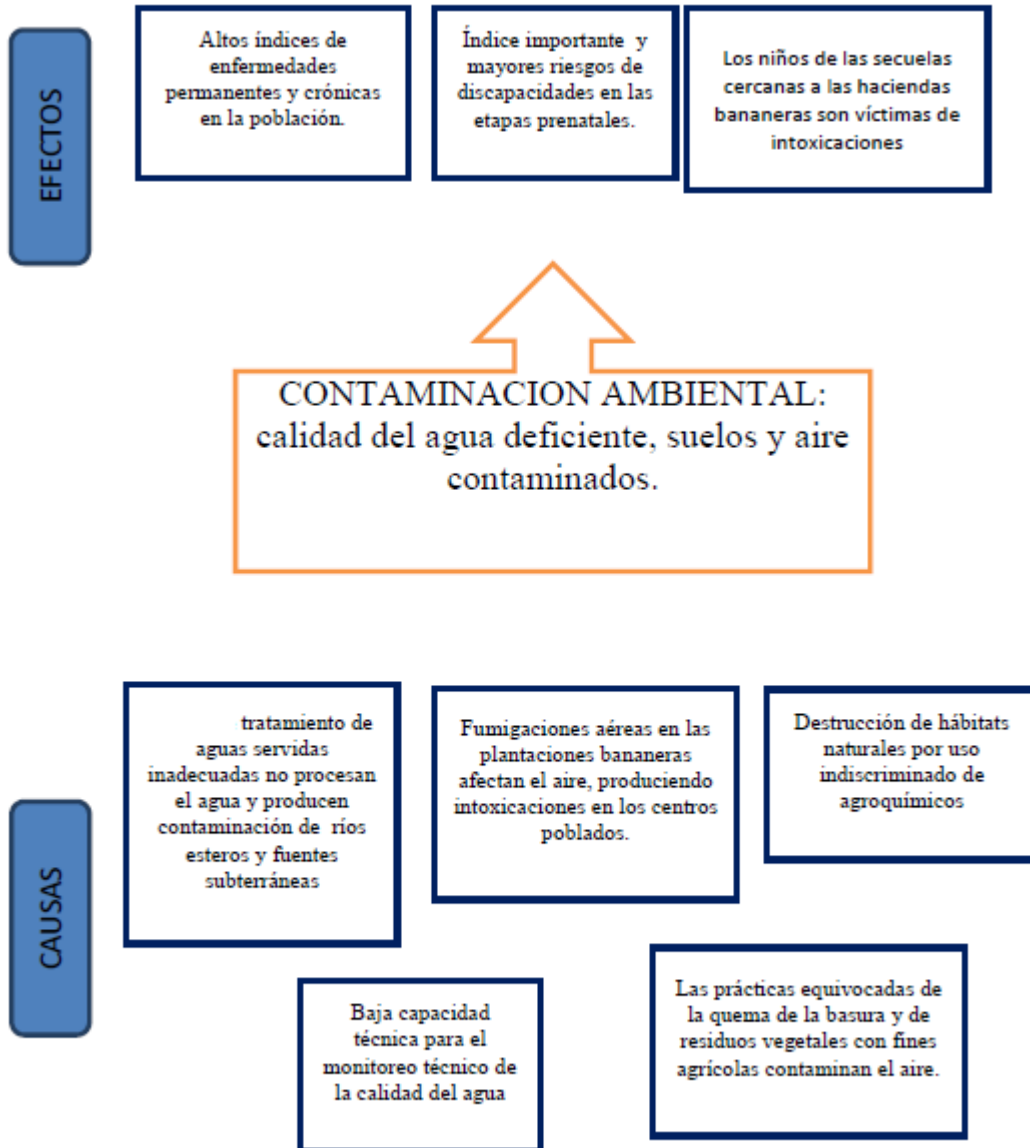 EFECTOS
Altos índices de
enfermedades
permanentes y crónicas
en la población.
Índice importante y
mayores riesgos de
discapacidades en las
etapas prenatales.
Los niños de las secuelas
cercanas a las haciendas
bananeras son víctimas de
intoxicaciones
CONTAMINACION AMBIENTAL:
calidad del agua deficiente, suelos y aire
contaminados.
CAUSAS
tratamiento de
aguas servidas
inadecuadas no procesan
el agua y producen
contaminación de ríos
esteros y fuentes
subterráneas
Fumigaciones aéreas en las
plantaciones bananeras
afectan el aire, produciendo
intoxicaciones en los centros
poblados.
Destrucción de hábitats
naturales por uso
indiscriminado de
agroquímicos
Baja capacidad
técnica para el
monitoreo técnico de
la calidad del agua
Las prácticas equivocadas de
la quema de la basura y de
residuos vegetales con fines
agrícolas contaminan el aire.